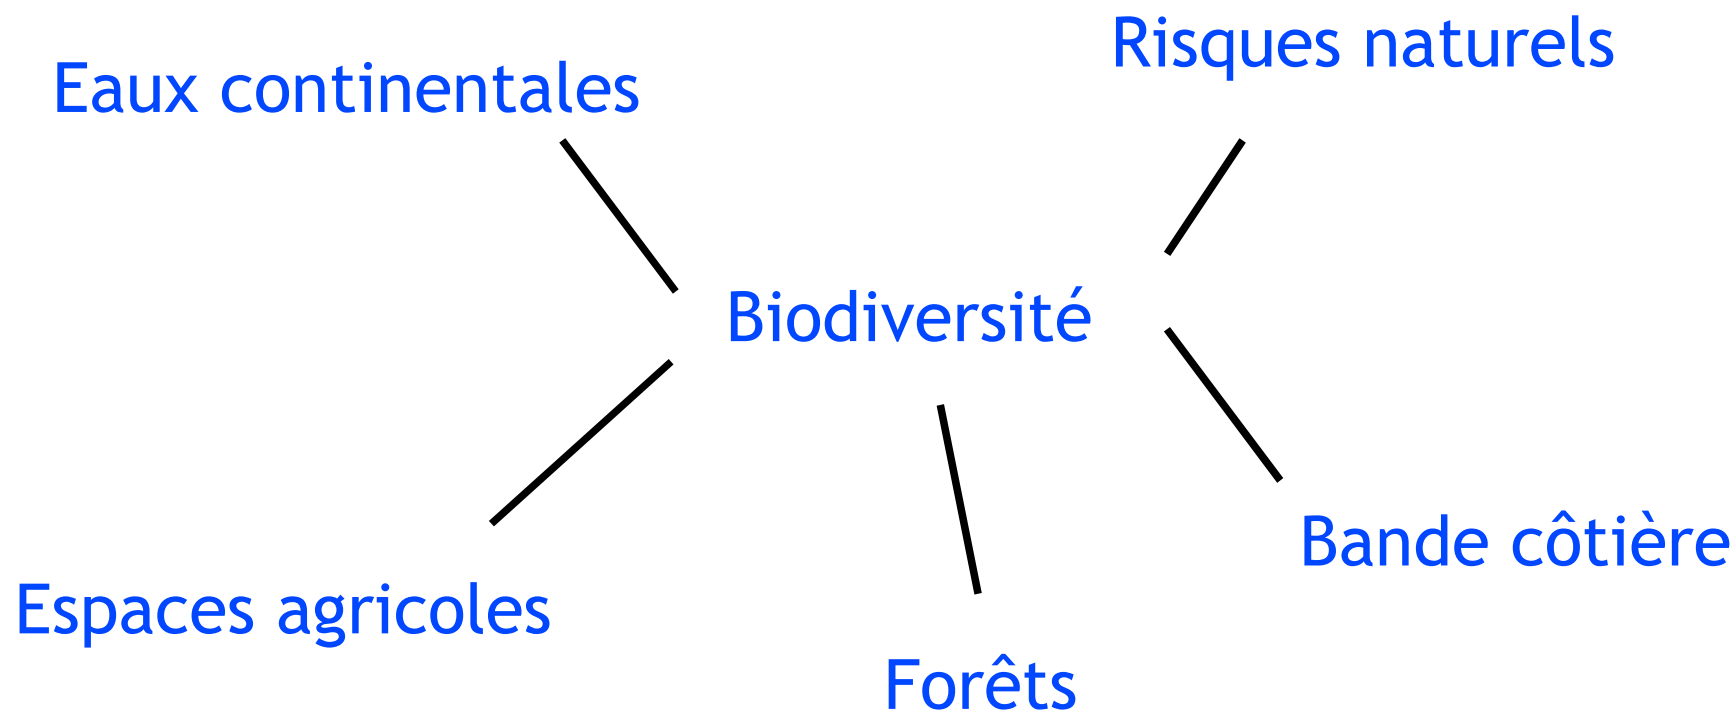 Risques naturels
Eaux continentales
Biodiversité
Bande côtière
Espaces agricoles
Forêts